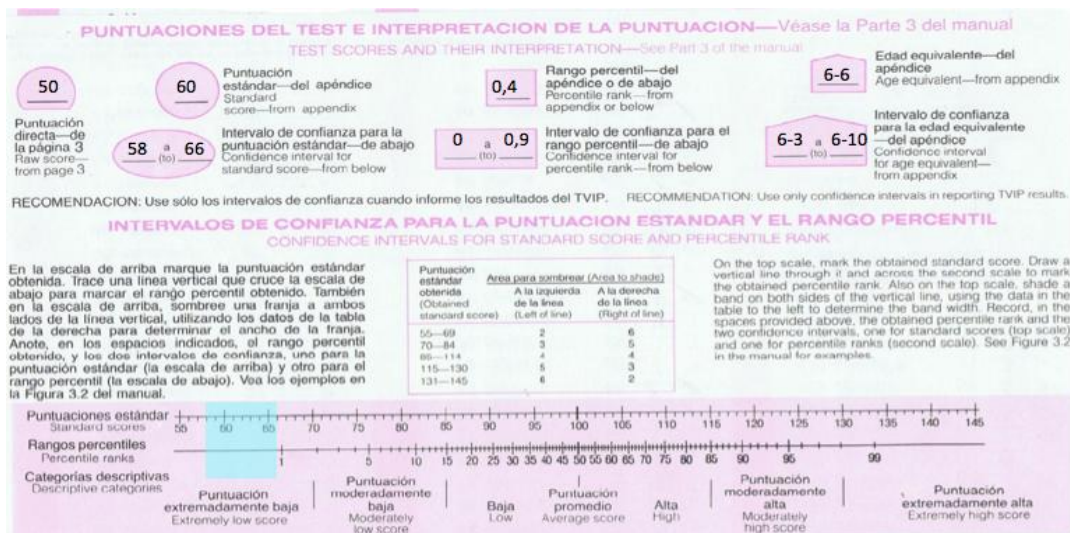 PUNTUACIONES DEL TEST E INTERPRETACION DE LA PUNTUACION—Véase la Parte 3 del manual
TEST SCORES AND THEIR INTERPRETATION—See Part 3 of the manual
50
Puntuación
directa—de
la página 3
Raw score—
from page 3
60
Puntuación
estándar—del apéndice
Standard
score—from appendix
58 a (to) 66
Intervalo de confianza para la
puntuación estándar—de abajo
Confidence interval for
standard score—from below
0,4
Rango percentil—del
apéndice o de abajo
Percentile rank—from
appendix or below
0 a (to) 0,9
Intervalo de confianza para el
rango percentil—de abajo
Confidence interval for
percentile rank—from below
6-6
Edad equivalente—del
apéndice
Age equivalent—from appendix
6-3 a (to) 6-10
Intervalo de confianza
para la edad equivalente
—del apéndice
Confidence interval
for age equivalent—
from appendix
RECOMENDACION: Use sólo los intervalos de confianza cuando informe los resultados del TVIP. RECOMMENDATION: Use only confidence intervals in reporting TVIP results.
INTERVALOS DE CONFIANZA PARA LA PUNTUACION ESTANDAR Y EL RANGO PERCENTIL
CONFIDENCE INTERVALS FOR STANDARD SCORE AND PERCENTILE RANK
En la escala de arriba marque la puntuación estándar
obtenida. Trace una línea vertical que cruce la escala de
abajo para marcar el rango percentil obtenido. También
en la escala de arriba, sombree una franja a ambos
lados de la línea vertical, utilizando los datos de la tabla
de la derecha para determinar el ancho de la franja.
Anote, en los espacios indicados, el rango percentil
obtenido, y los dos intervalos de confianza, uno para la
puntuación estándar (la escala de arriba) y otro para el
rango percentil (la escala de abajo). Vea los ejemplos en
la Figura 3.2 del manual.
Puntuación
estándar
obtenida
(Obtained
standard score)
Area para sombrear (Area to shade)
A la izquierda
de la línea
(Left of line)
A la derecha
de la línea
(Right of line)
55—69 2 6
70—84 3 5
85—114 4 4
115—130 5 3
131—145 6 2
On the top scale, mark the obtained standard score. Draw a
vertical line through it and across the second scale to mark
the obtained percentile rank. Also on the top scale, shade a
band on both sides of the vertical line, using the data in the
table to the left to determine the band width. Record, in the
spaces provided above, the obtained percentile rank and the
two confidence intervals, one for standard scores (top scale)
and one for percentile ranks (second scale). See Figure 3.2
in the manual for examples.
Puntuaciones estándar
Standard scores
55 60 65 70 75 80 85 90 95 100 105 110 115 120 125 130 135 140 145
Rangos percentiles
Percentile ranks
1 5 10 15 20 25 30 35 40 45 50 55 60 65 70 75 80 85 90 95 99
Categorías descriptivas
Descriptive categories
Puntuación
extremadamente baja
Extremely low score
Puntuación
moderadamente
baja
Moderately
low score
Baja
Low
Puntuación
promedio
Average score
Alta
High
Puntuación
moderadamente
alta
Moderately
high score
Puntuación
extremadamente alta
Extremely high score